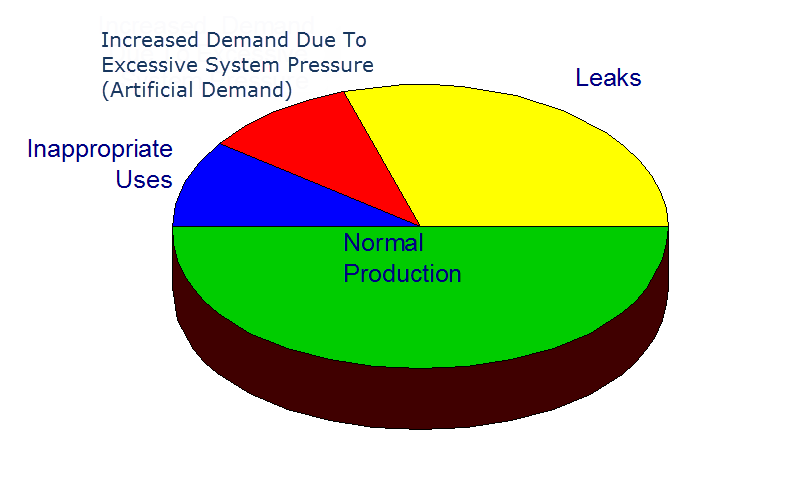 Increased Demand Due To
Excessive System Pressure
(Artificial Demand)
Leaks
Inappropriate
Uses
Normal
Production